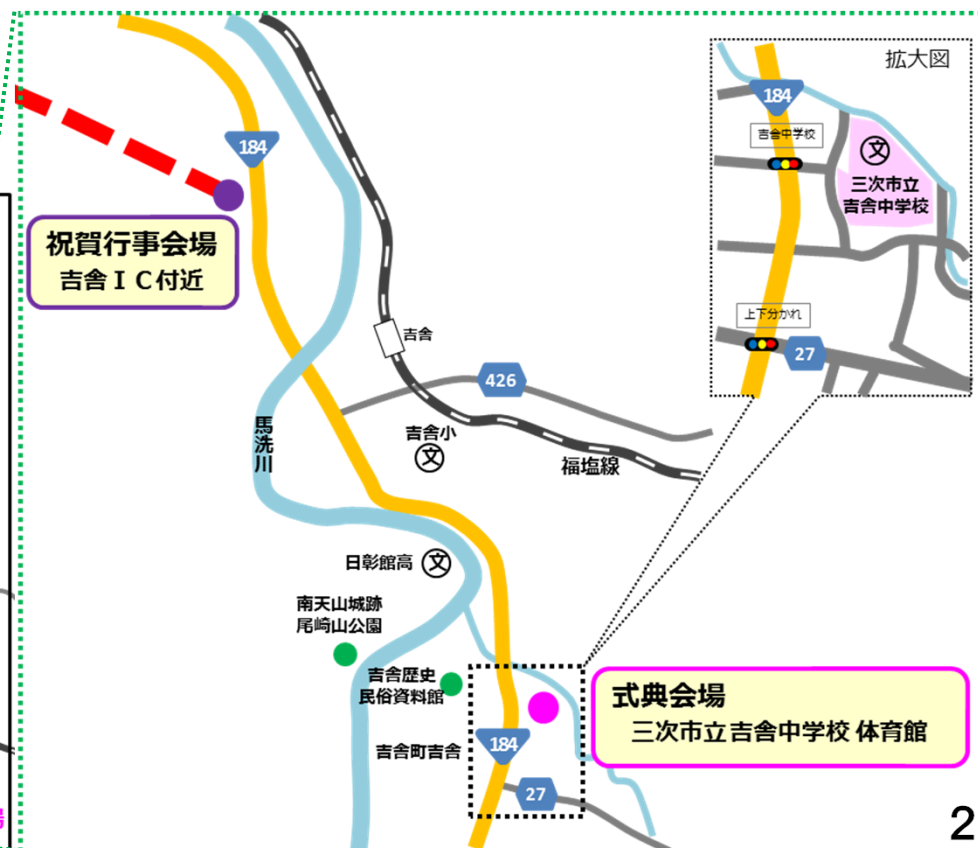 拡大図
184
吉舎中学校
文
三次市立
吉舎中学校
上下分かれ
27
184
祝賀行事会場
吉舎ＩＣ付近
吉舎
426
馬洗川
吉舎小
文
福塩線
日彰館高
文
南天山城跡
尾崎山公園
吉舎歴史
民俗資料館
吉舎町吉舎
184
27
式典会場
三次市立吉舎中学校 体育館
2